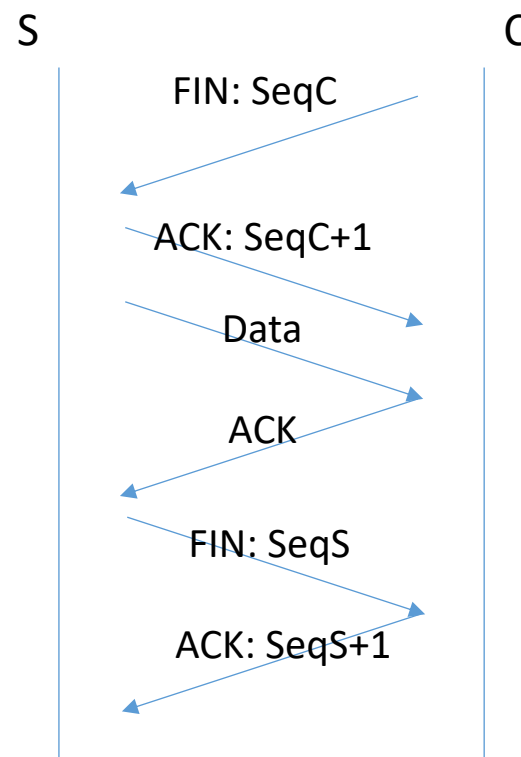 S
C
FIN: SeqC
ACK: SeqC+1
Data
ACK
FIN: SeqS
ACK: SeqS+1